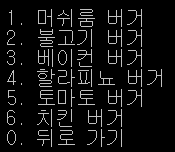 1. 머쉬룸 버거
2. 불고기 버거
3. 베이컨 버거
4. 할라피뇨 버거
5. 토마토 버거
6. 치킨 버거
0. 뒤로 가기